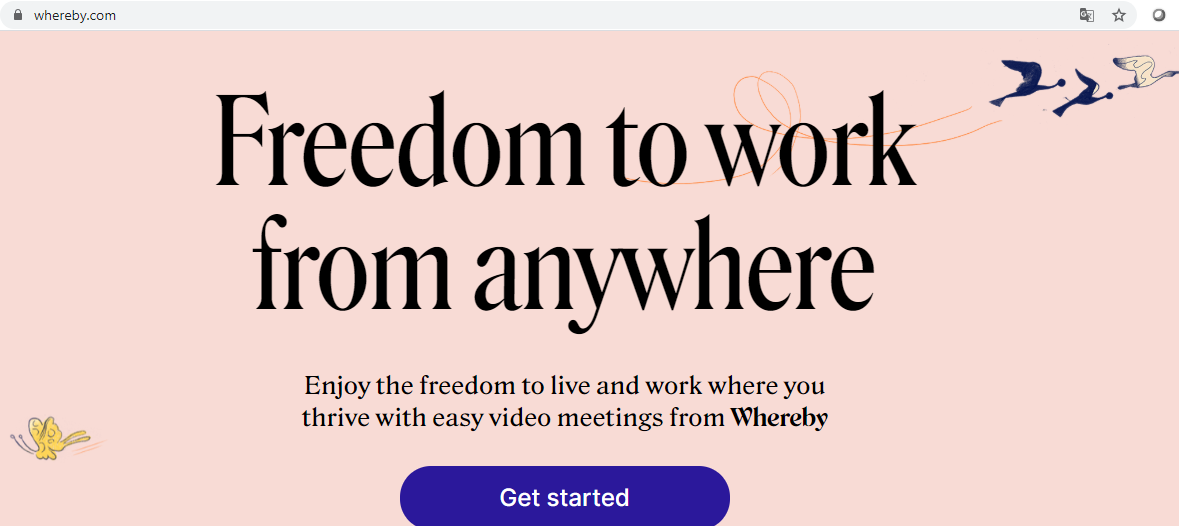 whereby.com
Freedom to work
from anywhere
Enjoy the freedom to live and work where you
thrive with easy video meetings from Whereby
Get started